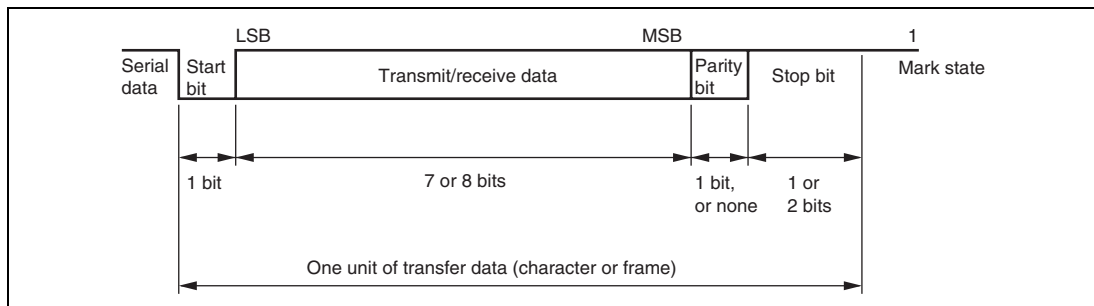 LSB
MSB
1
Serial
data
Start
bit
Transmit/receive data
Parity
bit
Stop bit
Mark state
1 bit
7 or 8 bits
1 bit,
or none
1 or
2 bits
One unit of transfer data (character or frame)